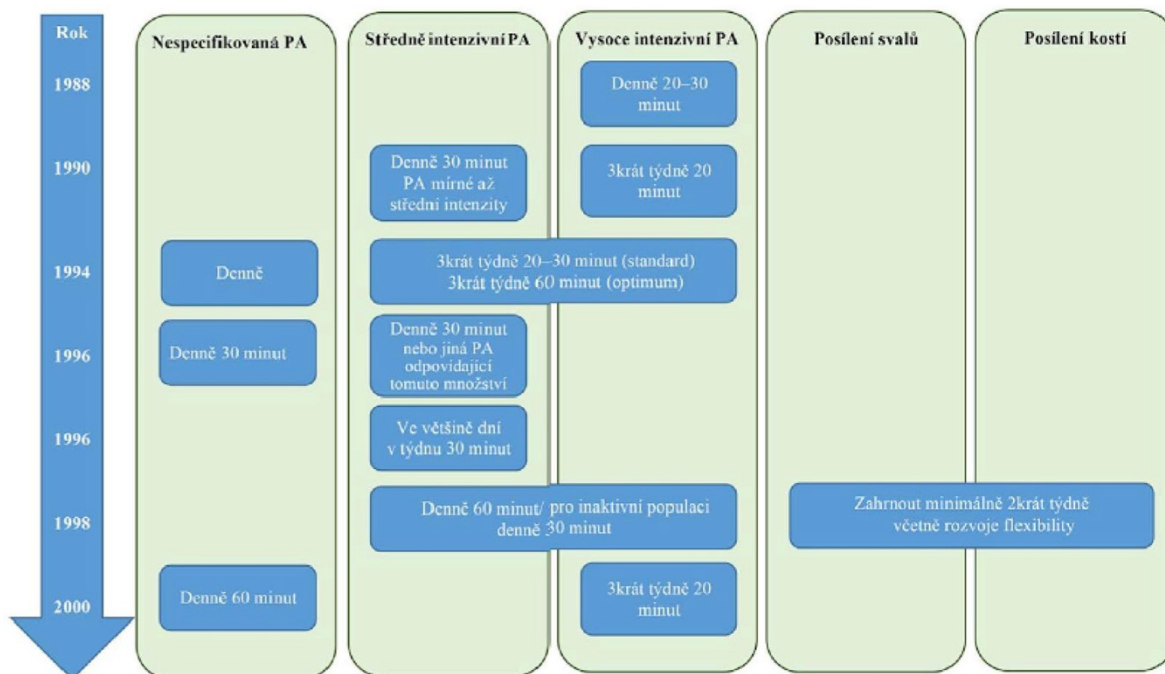 Rok
Nespecifikovaná PA
Středně intenzivní PA
Vysoce intenzivní PA
Posílení svalů
Posílení kostí
1988
Denně 20–30
minut
1990
Denně 30 minut
PA mírné až
střední intenzity
3krát týdně 20
minut
1994
Denně
3krát týdně 20–30 minut (standard)
3krát týdně 60 minut (optimum)
1996
Denně 30 minut
Denně 30 minut
nebo jiná PA
odpovídající
tomuto množství
1996
Ve většině dní
v týdnu 30 minut
1998
Denně 60 minut/ pro inaktivní populaci
denně 30 minut
Zahrnout minimálně 2krát týdně
včetně rozvoje flexibility
2000
Denně 60 minut
3krát týdně 20
minut